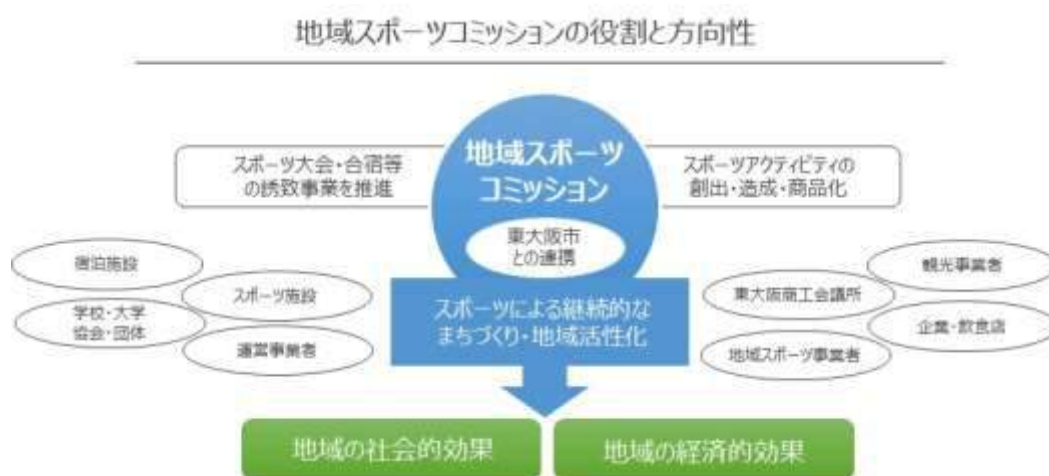 地域スポーツコミッションの役割と方向性
スポーツ大会・合宿等
の誘致事業を推進
地域スポーツ
コミッション
東大阪市
との連携
スポーツアクティビティの
創出・造成・商品化
宿泊施設
スポーツ施設
学校・大学
協会・団体
運営事業者
スポーツによる継続的な
まちづくり・地域活性化
観光事業者
東大阪商工会議所
企業・飲食店
地域スポーツ事業者
地域の社会的効果
地域の経済的効果